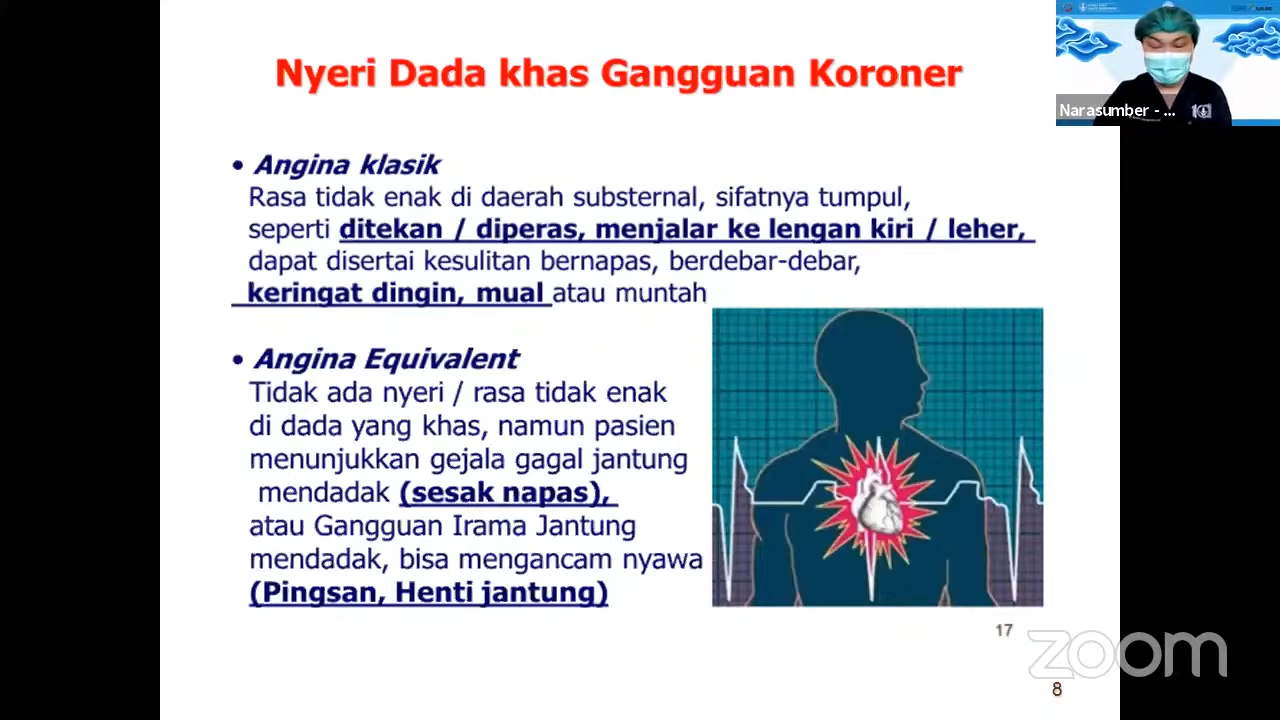 Nyeri Dada khas Gangguan Koroner
Narasumber - ...
• Angina klasik
Rasa tidak enak di daerah substernal, sifatnya tumpul,
seperti ditekan / diperas, menjalar ke lengan kiri / leher,
dapat disertai kesulitan bernapas, berdebar-debar,
keringat dingin, mual atau muntah
• Angina Equivalent
Tidak ada nyeri / rasa tidak enak
di dada yang khas, namun pasien
menunjukkan gejala gagal jantung
mendadak (sesak napas),
atau Gangguan Irama Jantung
mendadak, bisa mengancam nyawa
(Pingsan, Henti jantung)
17
zoom
8